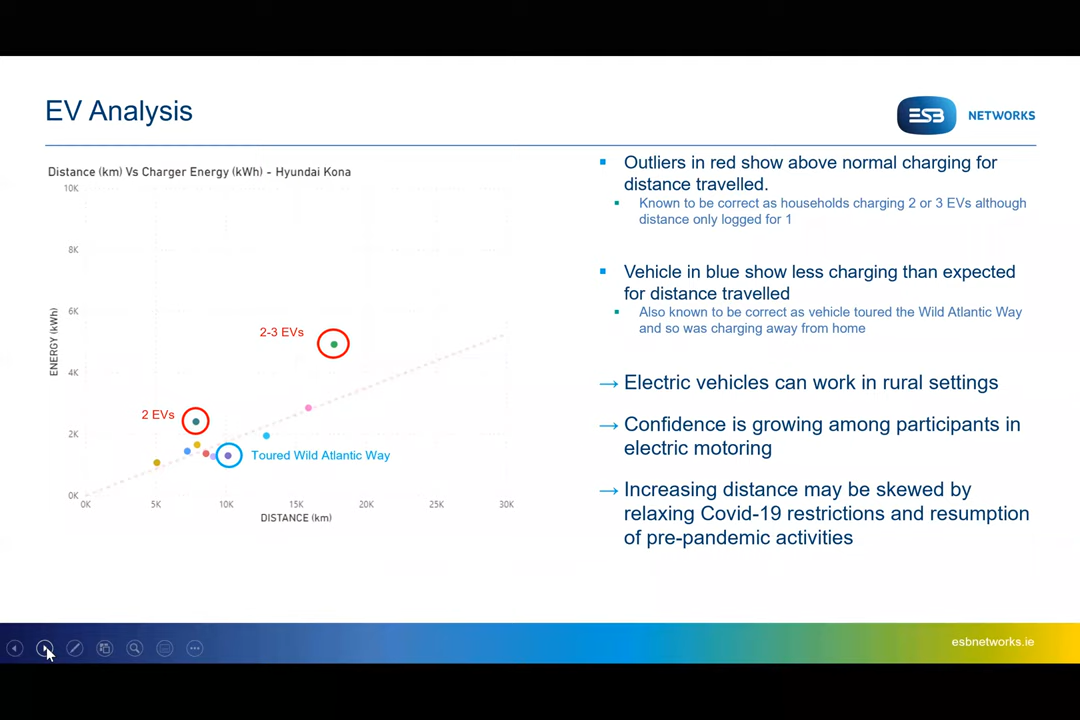 EV Analysis
ESB NETWORKS
Distance (km) Vs Charger Energy (kWh) - Hyundai Kona
10K
8K
6K
4K
2K
0K
ENERGY (kWh)
2-3 EVs
2 EVs
Toured Wild Atlantic Way
0K 5K 10K 15K 20K 25K 30K
DISTANCE (km)
Outliers in red show above normal charging for
distance travelled.
Known to be correct as households charging 2 or 3 EVs although
distance only logged for 1
Vehicle in blue show less charging than expected
for distance travelled
Also known to be correct as vehicle toured the Wild Atlantic Way
and so was charging away from home
→ Electric vehicles can work in rural settings
→ Confidence is growing among participants in
electric motoring
→ Increasing distance may be skewed by
relaxing Covid-19 restrictions and resumption
of pre-pandemic activities
esbnetworks.ie